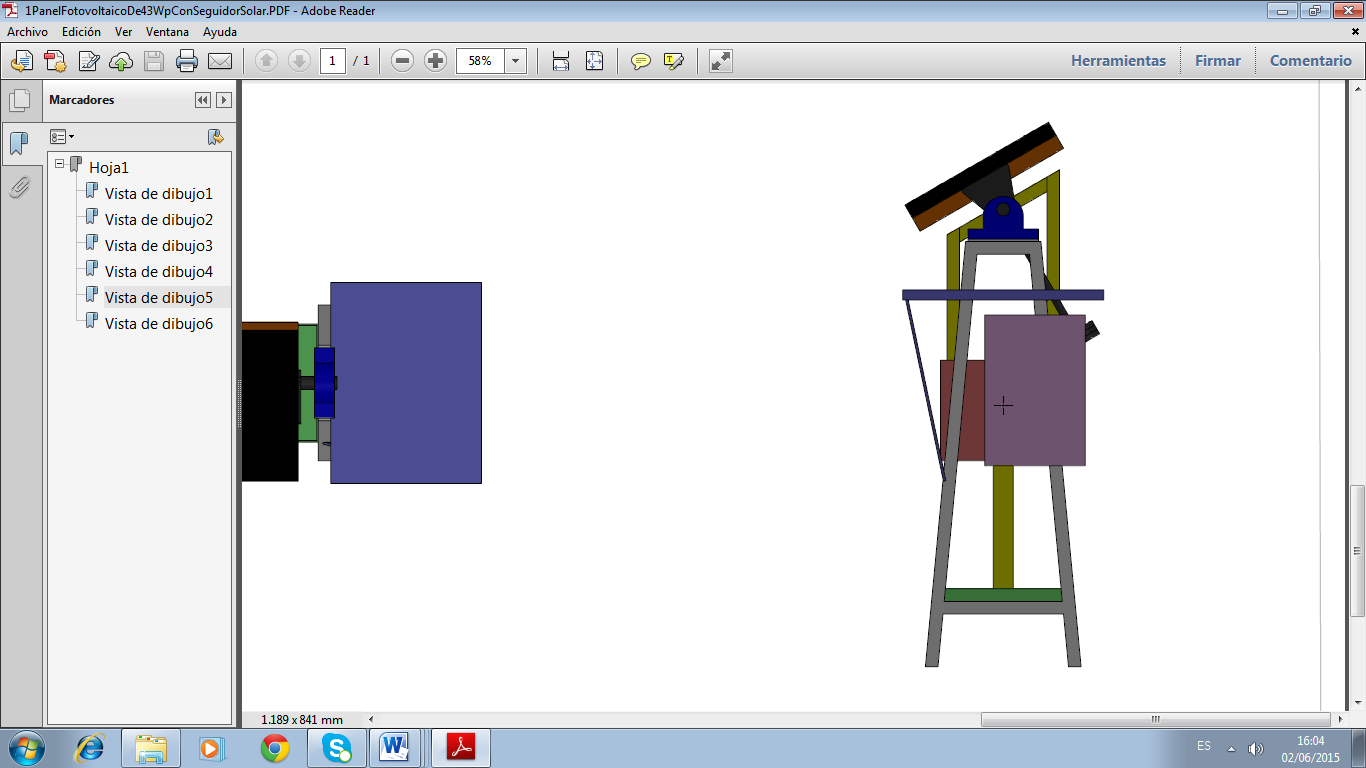 1PanelFotovoltaicoDe43WpConSeguidorSolar.PDF - Adobe Reader
Archivo Edición Ver Ventana Ayuda
1 / 1 58% Herramientas Firmar Comentario
Marcadores
Hoja1
Vista de dibujo1
Vista de dibujo2
Vista de dibujo3
Vista de dibujo4
Vista de dibujo5
Vista de dibujo6
1.189 x 841 mm
ES 16:04
02/06/2015